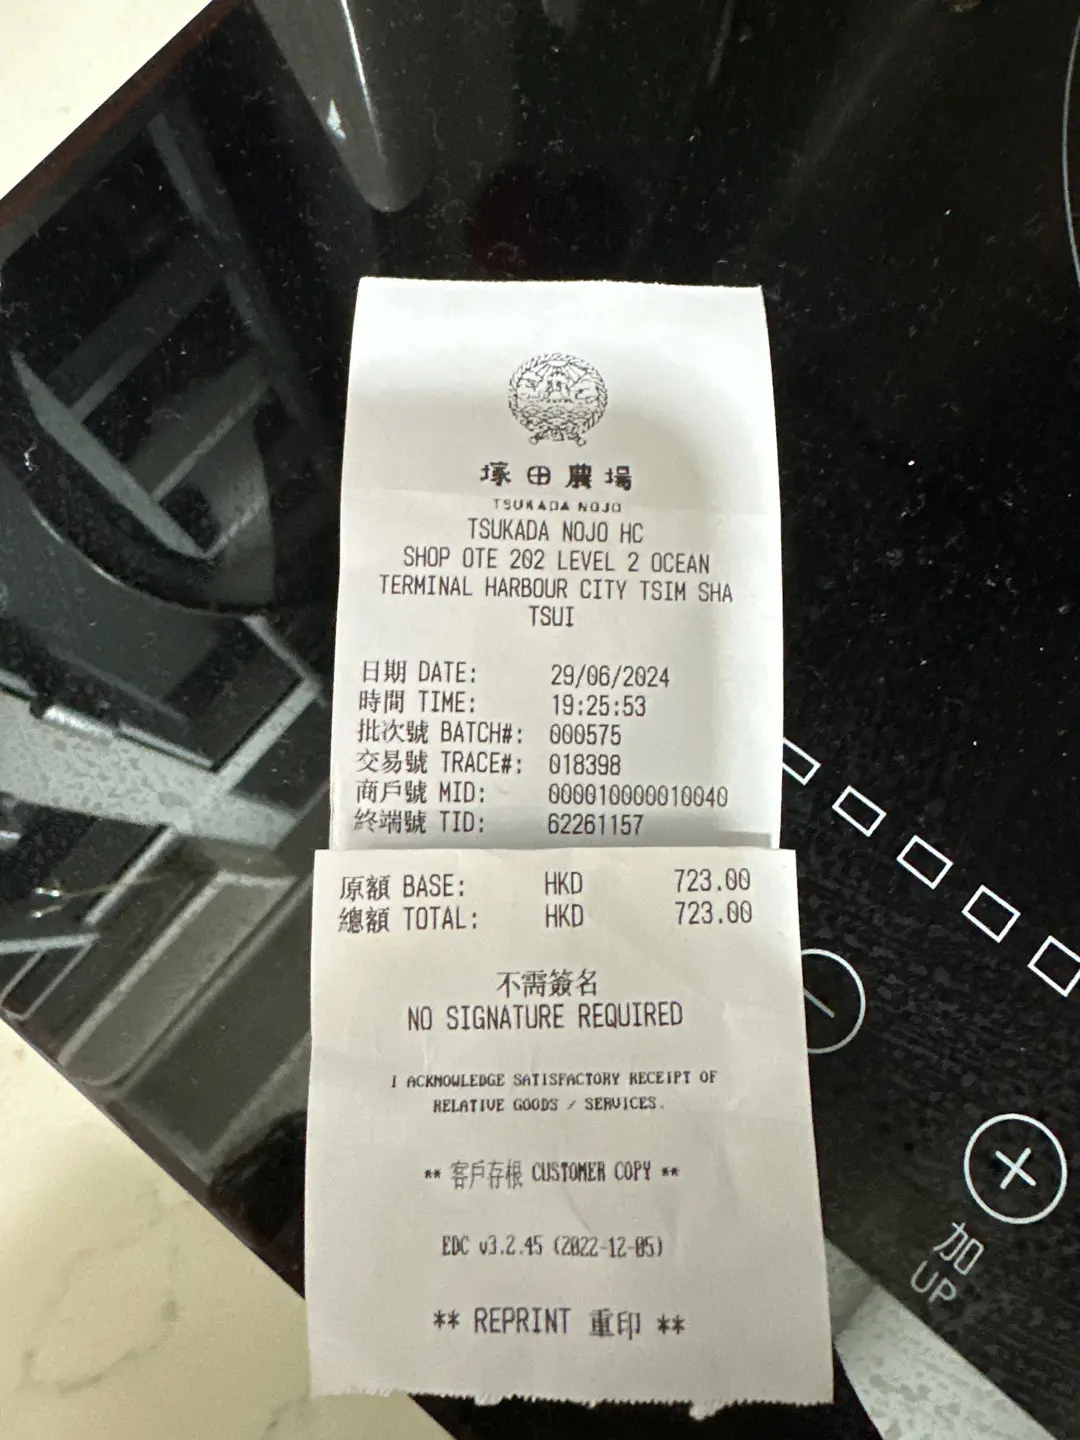 塚田農場
TSUKADA NOJO
TSUKADA NOJO HC
SHOP OTE 202 LEVEL 2 OCEAN
TERMINAL HARBOUR CITY TSIM SHA
TSUI
日期 DATE: 29/06/2024
時間 TIME: 19:25:53
批次號 BATCH#: 000575
交易號 TRACE#: 018398
商戶號 MID: 000010000010040
終端號 TID: 62261157
原額 BASE: HKD 723.00
總額 TOTAL: HKD 723.00
不需簽名
NO SIGNATURE REQUIRED
I ACKNOWLEDGE SATISFACTORY RECEIPT OF
RELATIVE GOODS / SERVICES.
** 客戶存根 CUSTOMER COPY **
EDC v3.2.45 (2022-12-05)
** REPRINT 重印 **
加
UP